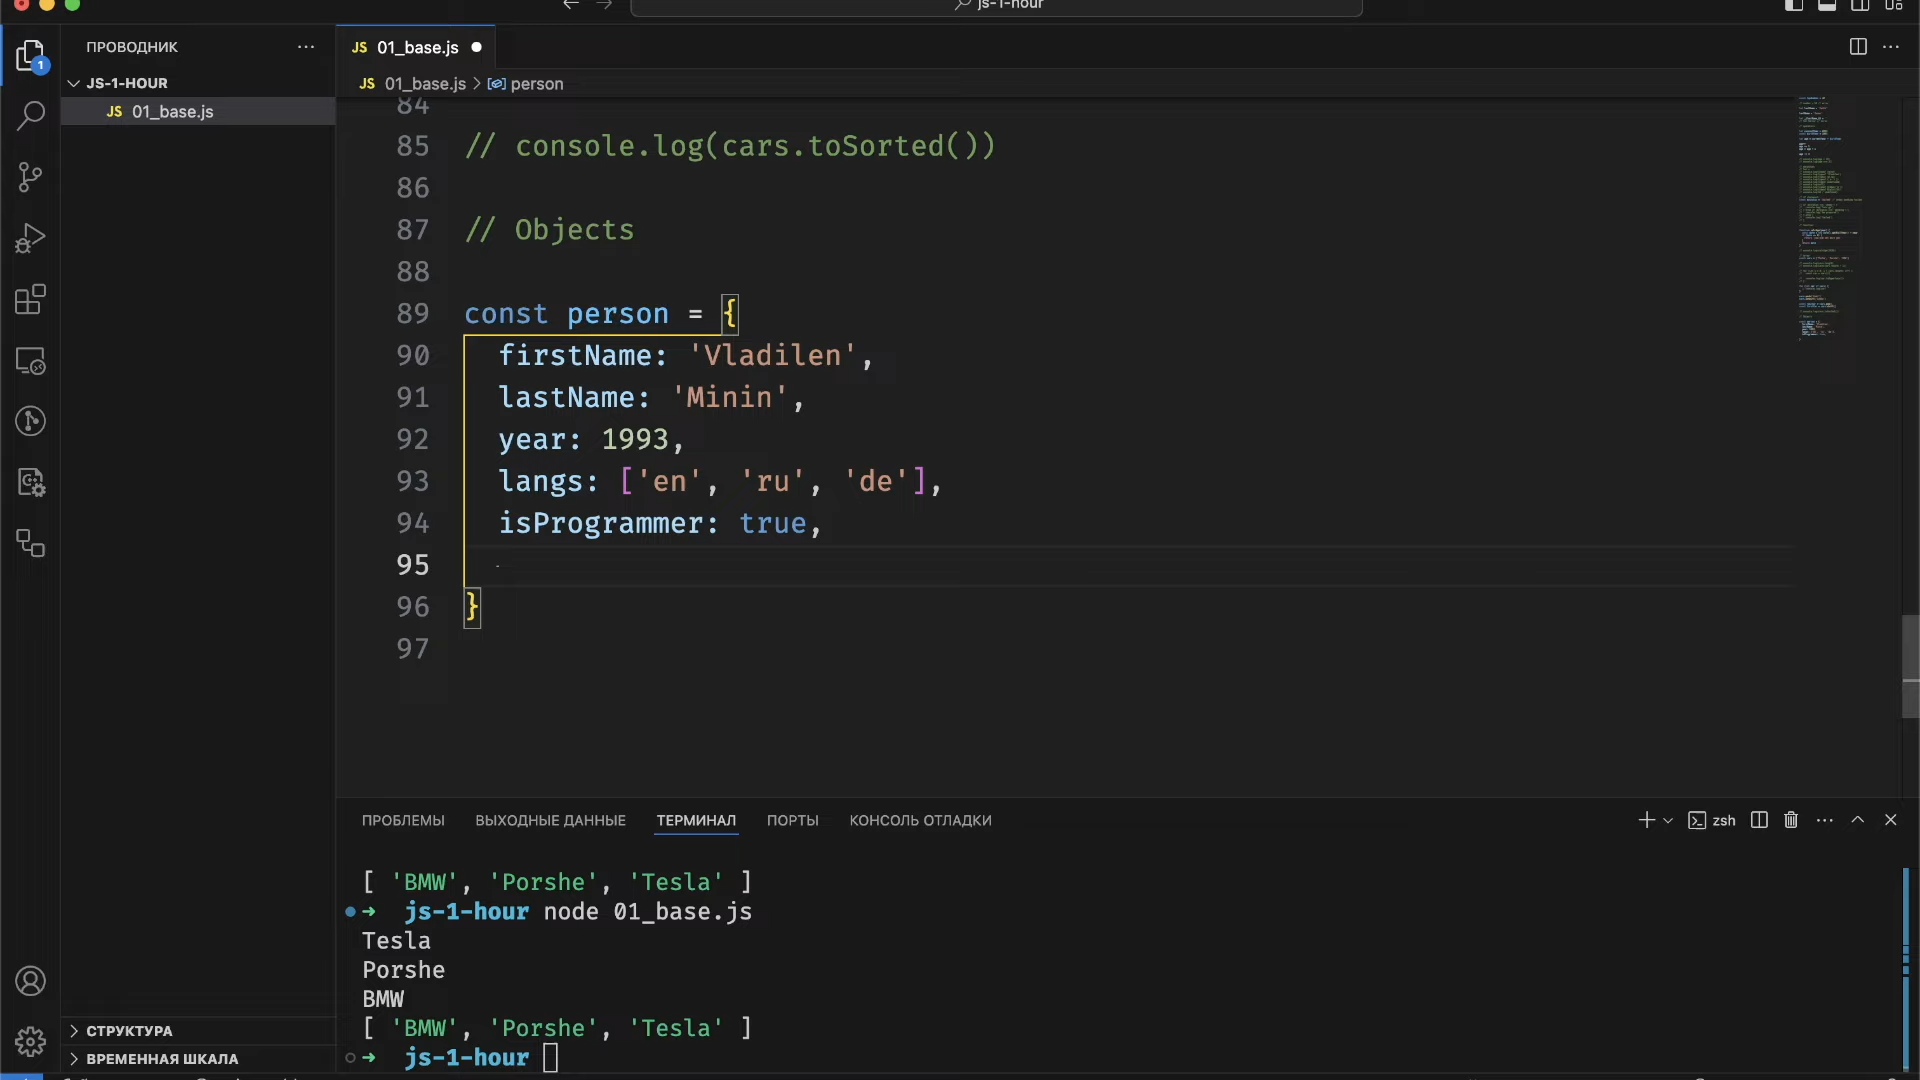 js-1-hour
ПРОВОДНИК
JS 01_base.js
1
JS-1-HOUR
JS 01_base.js > person
JS 01_base.js
84
85 // console.log(cars.toSorted())
86
87 // Objects
88
89 const person = {
90 firstName: 'Vladilen',
91 lastName: 'Minin',
92 year: 1993,
93 langs: ['en', 'ru', 'de'],
94 isProgrammer: true,
95
96 }
97
ПРОБЛЕМЫ ВЫХОДНЫЕ ДАННЫЕ ТЕРМИНАЛ ПОРТЫ КОНСОЛЬ ОТЛАДКИ
zsh
[ 'BMW', 'Porshe', 'Tesla' ]
➜ js-1-hour node 01_base.js
Tesla
Porshe
BMW
[ 'BMW', 'Porshe', 'Tesla' ]
➜ js-1-hour
СТРУКТУРА
ВРЕМЕННАЯ ШКАЛА